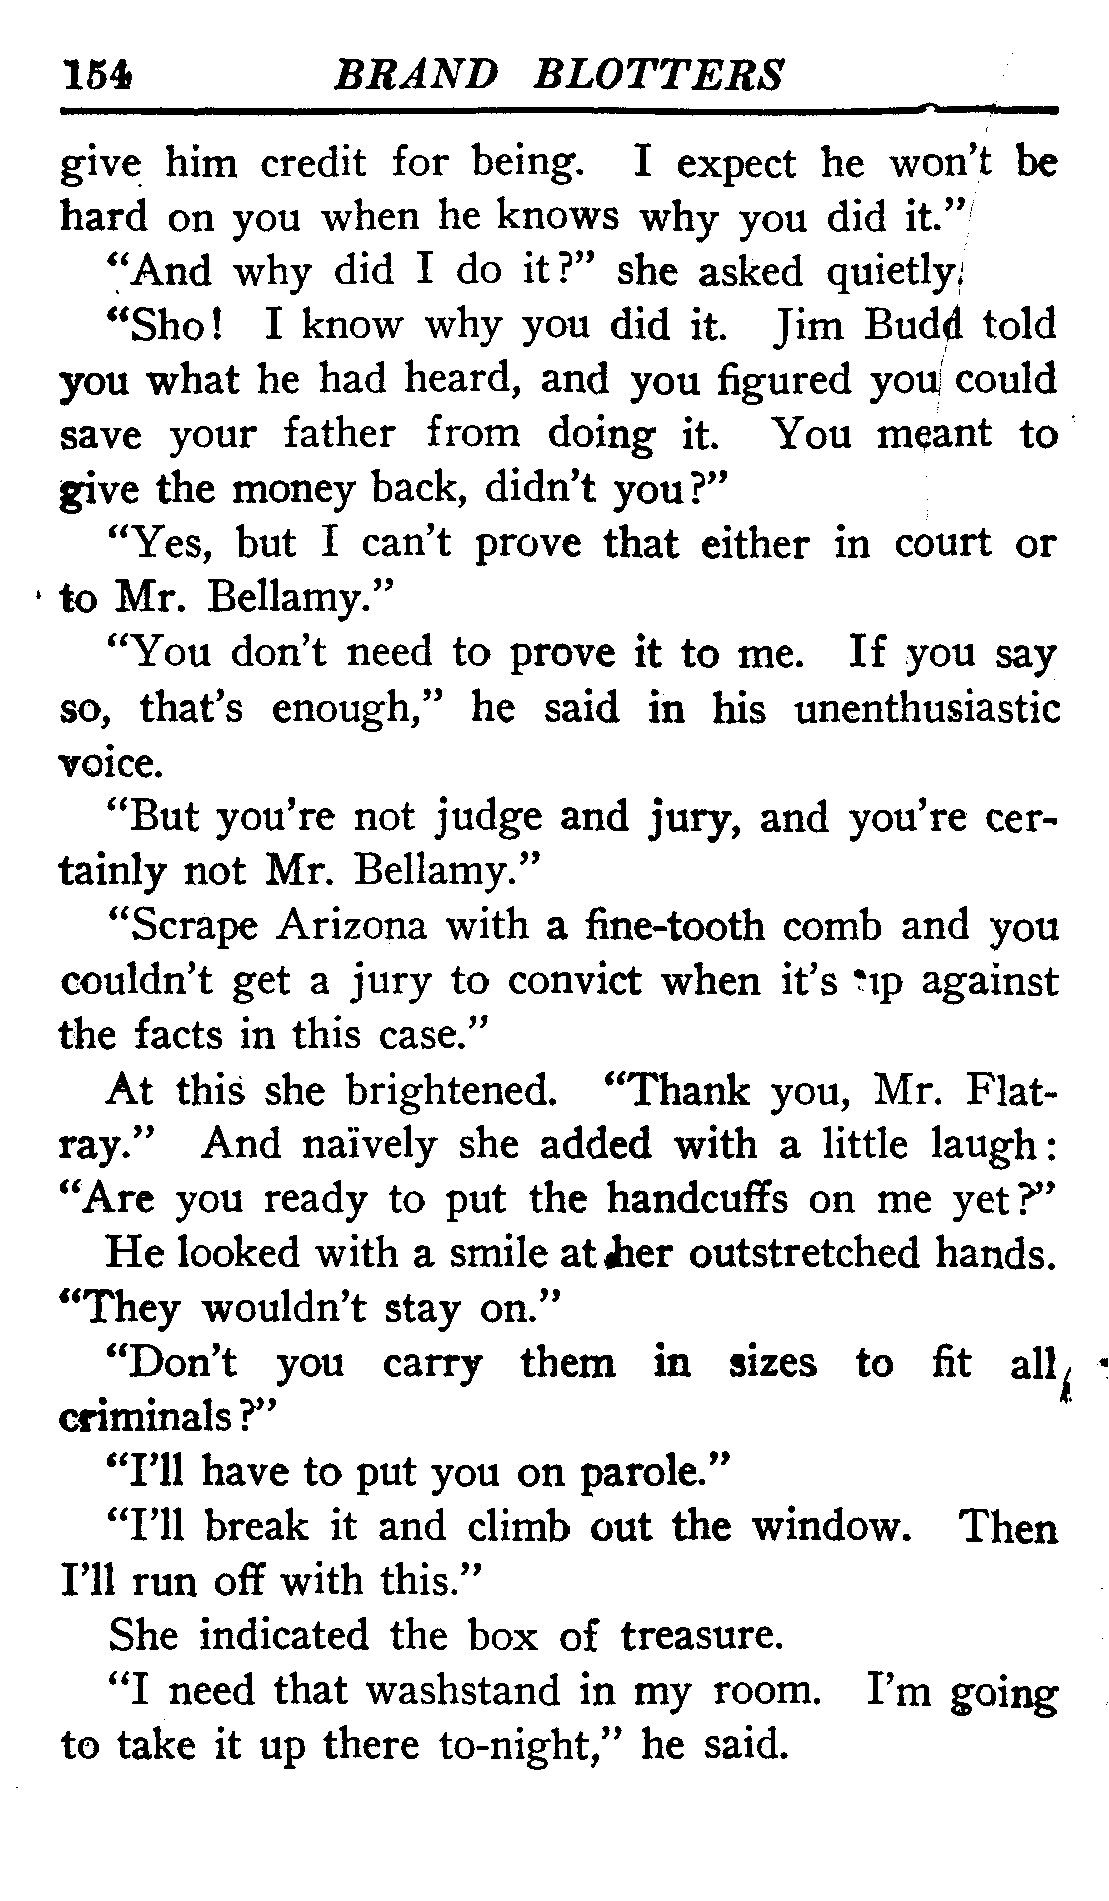 154 BRAND BLOTTERS
give him credit for being. I expect he won't be
hard on you when he knows why you did it."
"And why did I do it?" she asked quietly.
"Sho! I know why you did it. Jim Budd told
you what he had heard, and you figured you could
save your father from doing it. You meant to
give the money back, didn't you?"
"Yes, but I can't prove that either in court or
to Mr. Bellamy."
"You don't need to prove it to me. If you say
so, that's enough," he said in his unenthusiastic
voice.
"But you're not judge and jury, and you're cer-
tainly not Mr. Bellamy."
"Scrape Arizona with a fine-tooth comb and you
couldn't get a jury to convict when it's up against
the facts in this case."
At this she brightened. "Thank you, Mr. Flat-
ray." And naïvely she added with a little laugh:
"Are you ready to put the handcuffs on me yet?"
He looked with a smile at her outstretched hands.
"They wouldn't stay on."
"Don't you carry them in sizes to fit all
criminals?"
"I'll have to put you on parole."
"I'll break it and climb out the window. Then
I'll run off with this."
She indicated the box of treasure.
"I need that washstand in my room. I'm going
to take it up there to-night," he said.